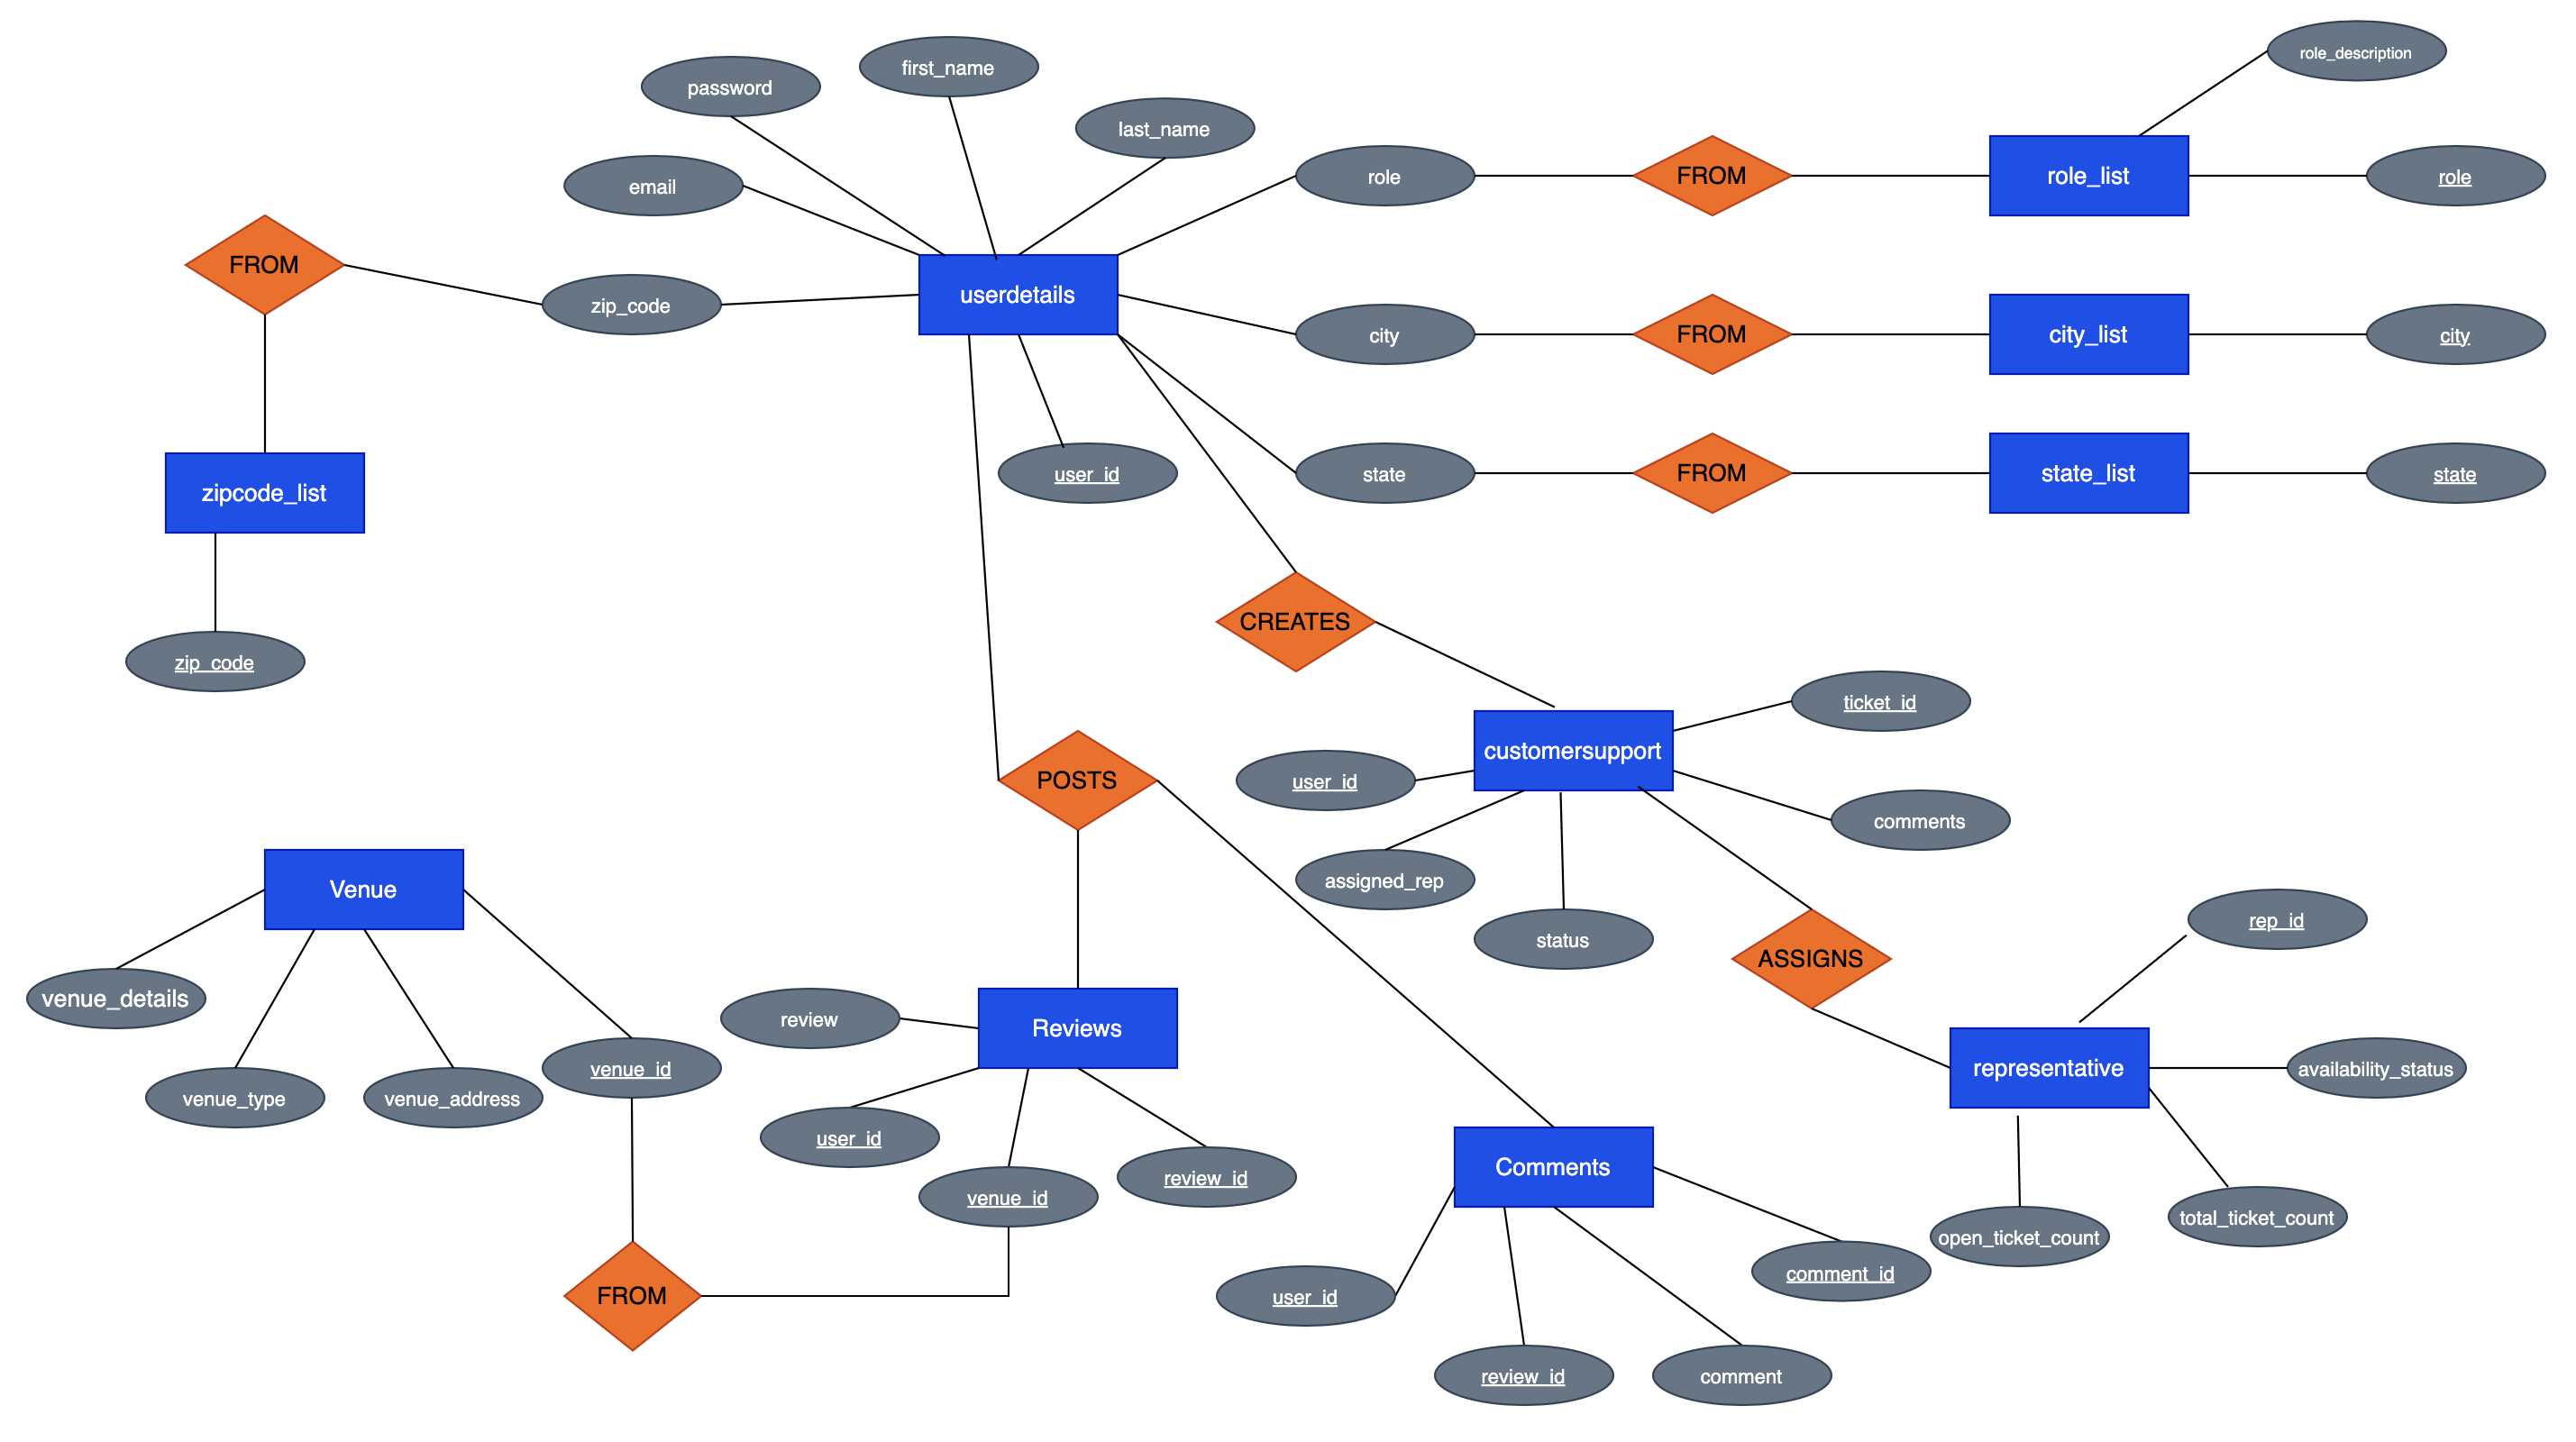 role_description
first_name
password
last_name
email
role
FROM
role_list
role
FROM
zip_code
userdetails
city
FROM
city_list
city
user_id
state
FROM
state_list
state
zipcode_list
CREATES
zip_code
ticket_id
customersupport
user_id
POSTS
comments
assigned_rep
Venue
rep_id
status
ASSIGNS
venue_details
review
Reviews
venue_id
representative
availability_status
venue_type
venue_address
user_id
Comments
review_id
venue_id
total_ticket_count
open_ticket_count
comment_id
FROM
user_id
review_id
comment